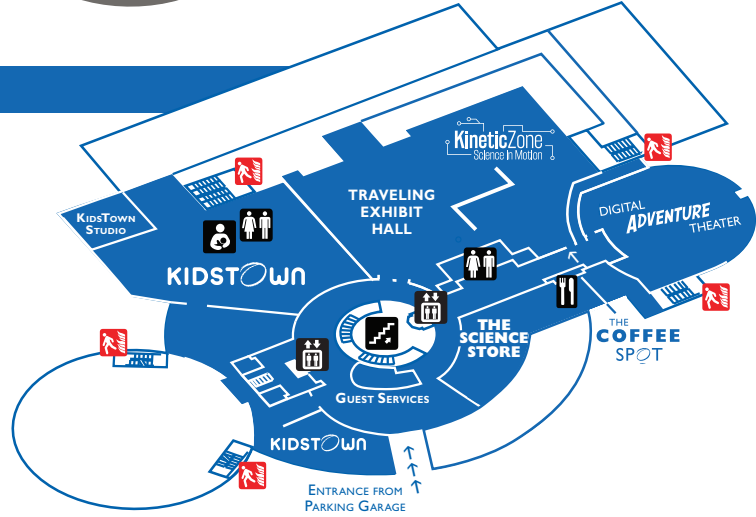 KineticZone
Science In Motion
TRAVELING
EXHIBIT
HALL
DIGITAL
ADVENTURE
THEATER
KIDSTOWN
STUDIO
KIDSTOWN
THE
SCIENCE
STORE
THE
COFFEE
SPOT
GUEST SERVICES
KIDSTOWN
ENTRANCE FROM
PARKING GARAGE